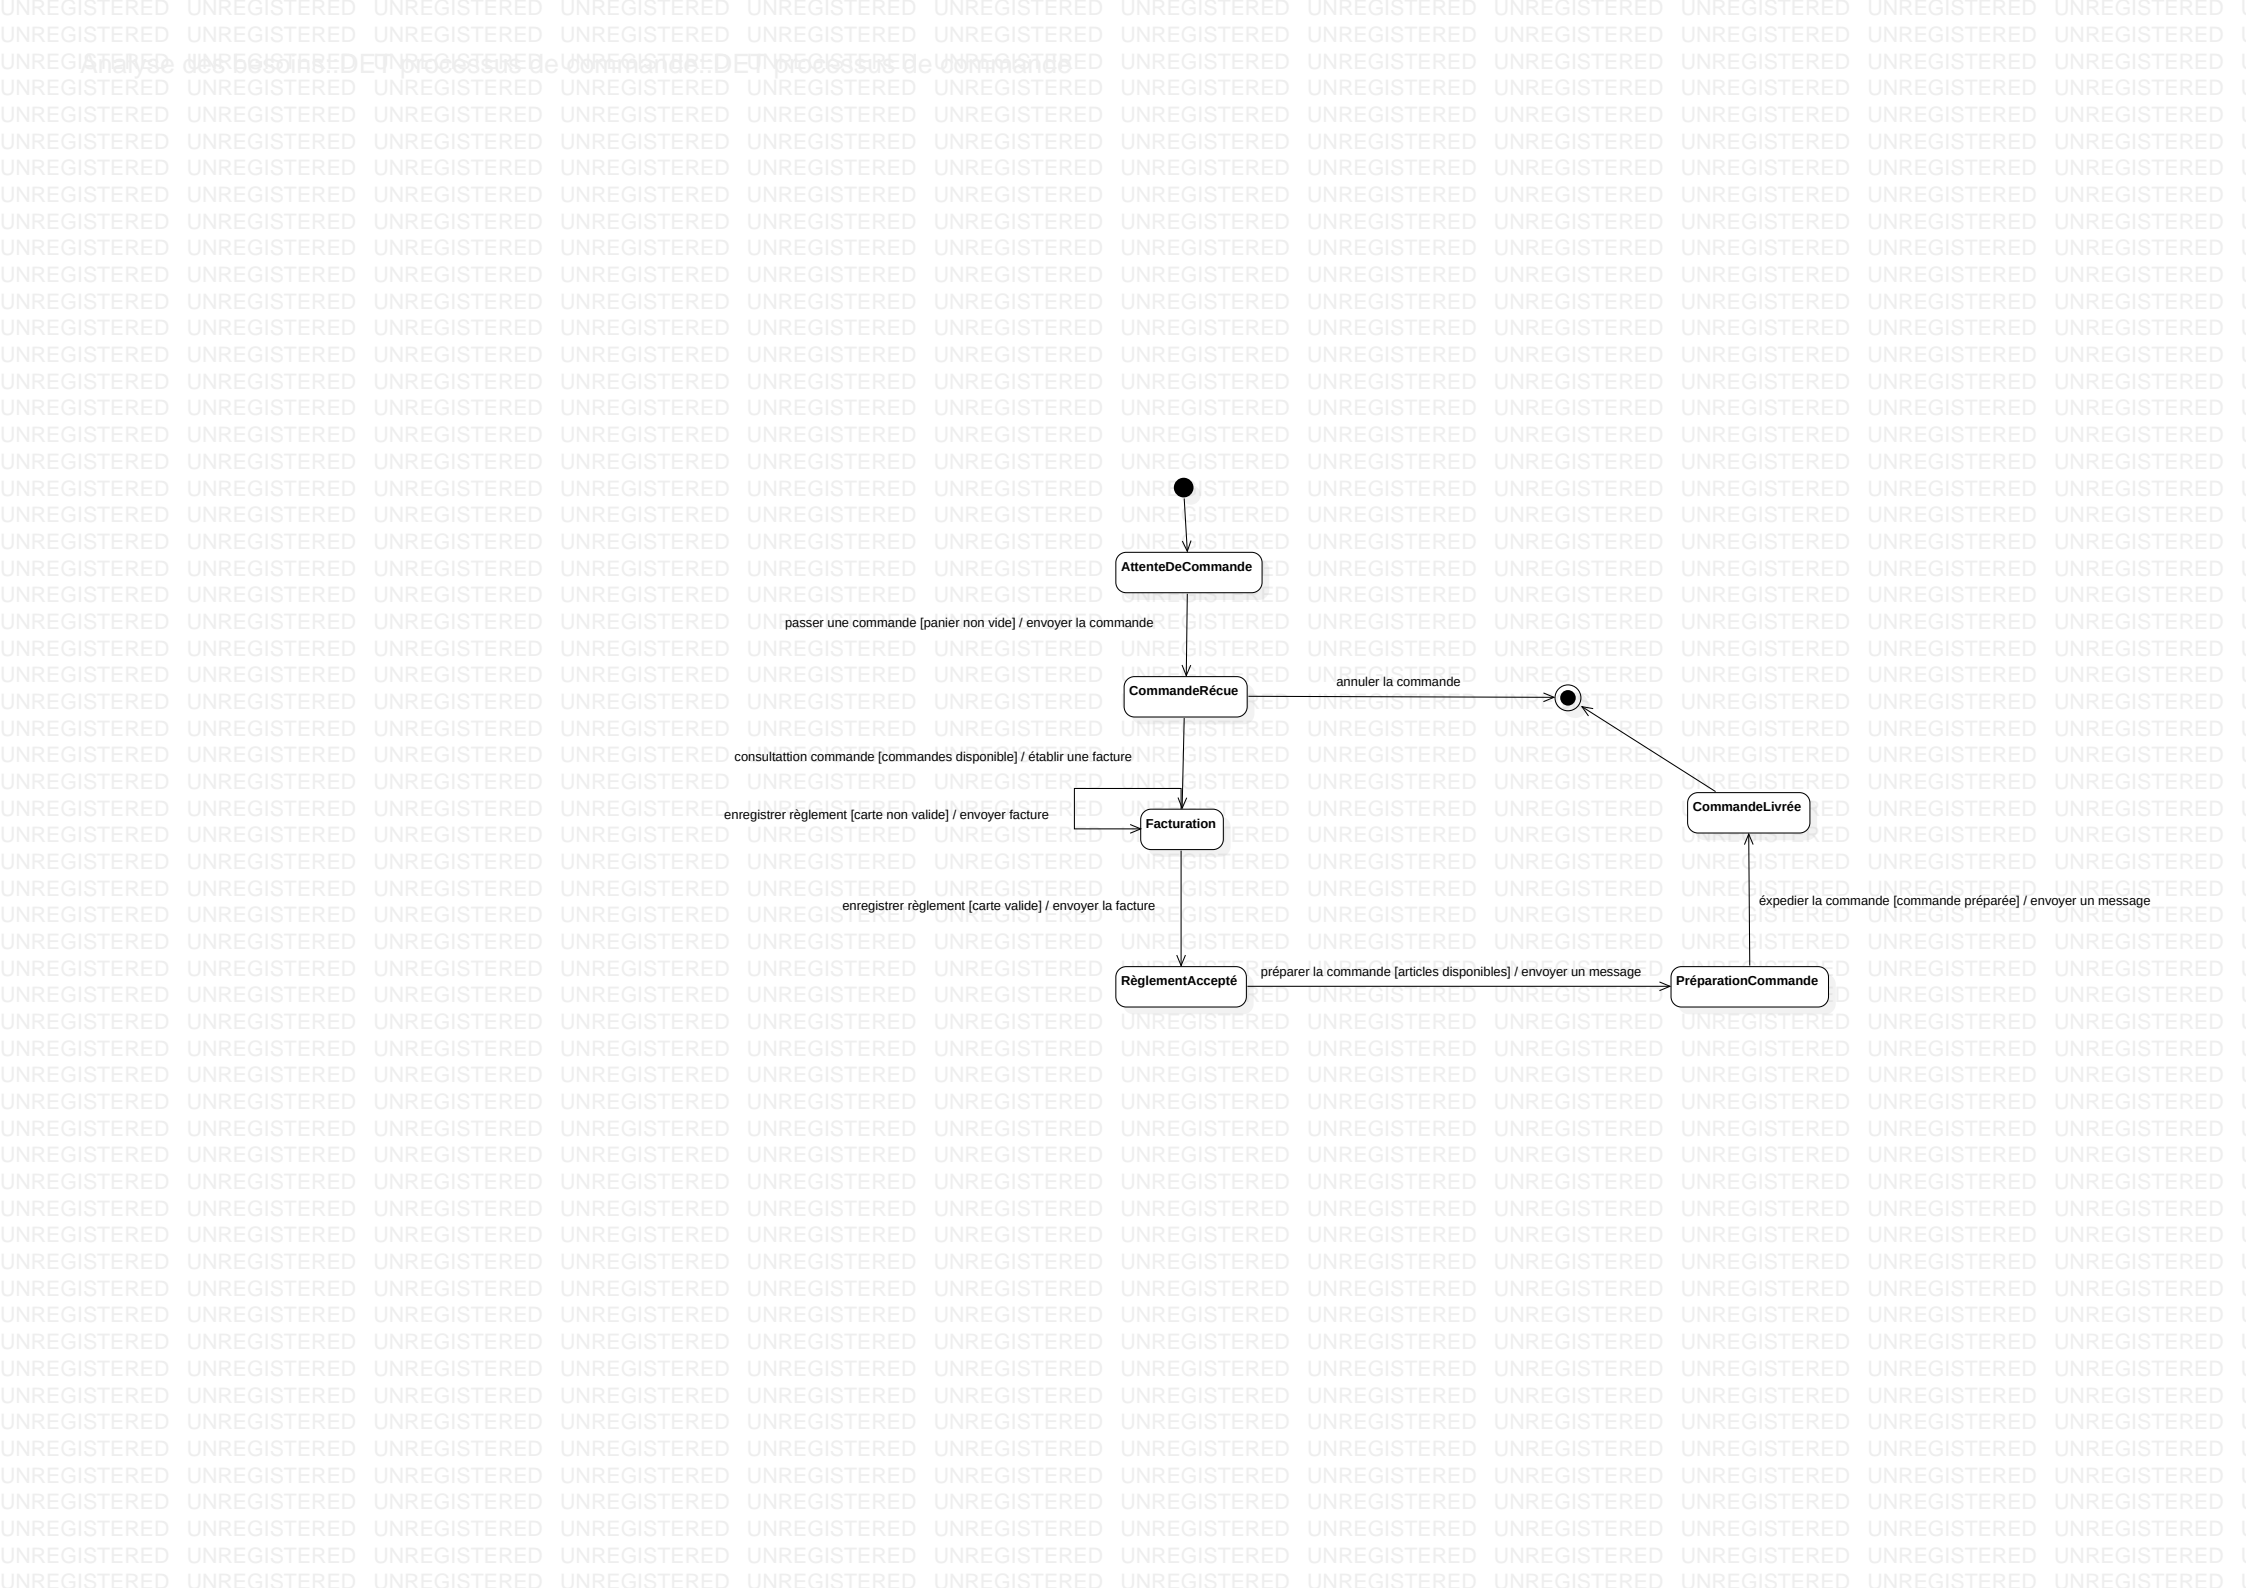 Analyse des besoins::DET processus de commande::DET processus de commande
AttenteDeCommande
passer une commande [panier non vide] / envoyer la commande
CommandeRécue
annuler la commande
consultattion commande [commandes disponible] / établir une facture
enregistrer règlement [carte non valide] / envoyer facture
Facturation
CommandeLivrée
enregistrer règlement [carte valide] / envoyer la facture
éxpedier la commande [commande préparée] / envoyer un message
RèglementAccepté
préparer la commande [articles disponibles] / envoyer un message
PréparationCommande
UNREGISTERED